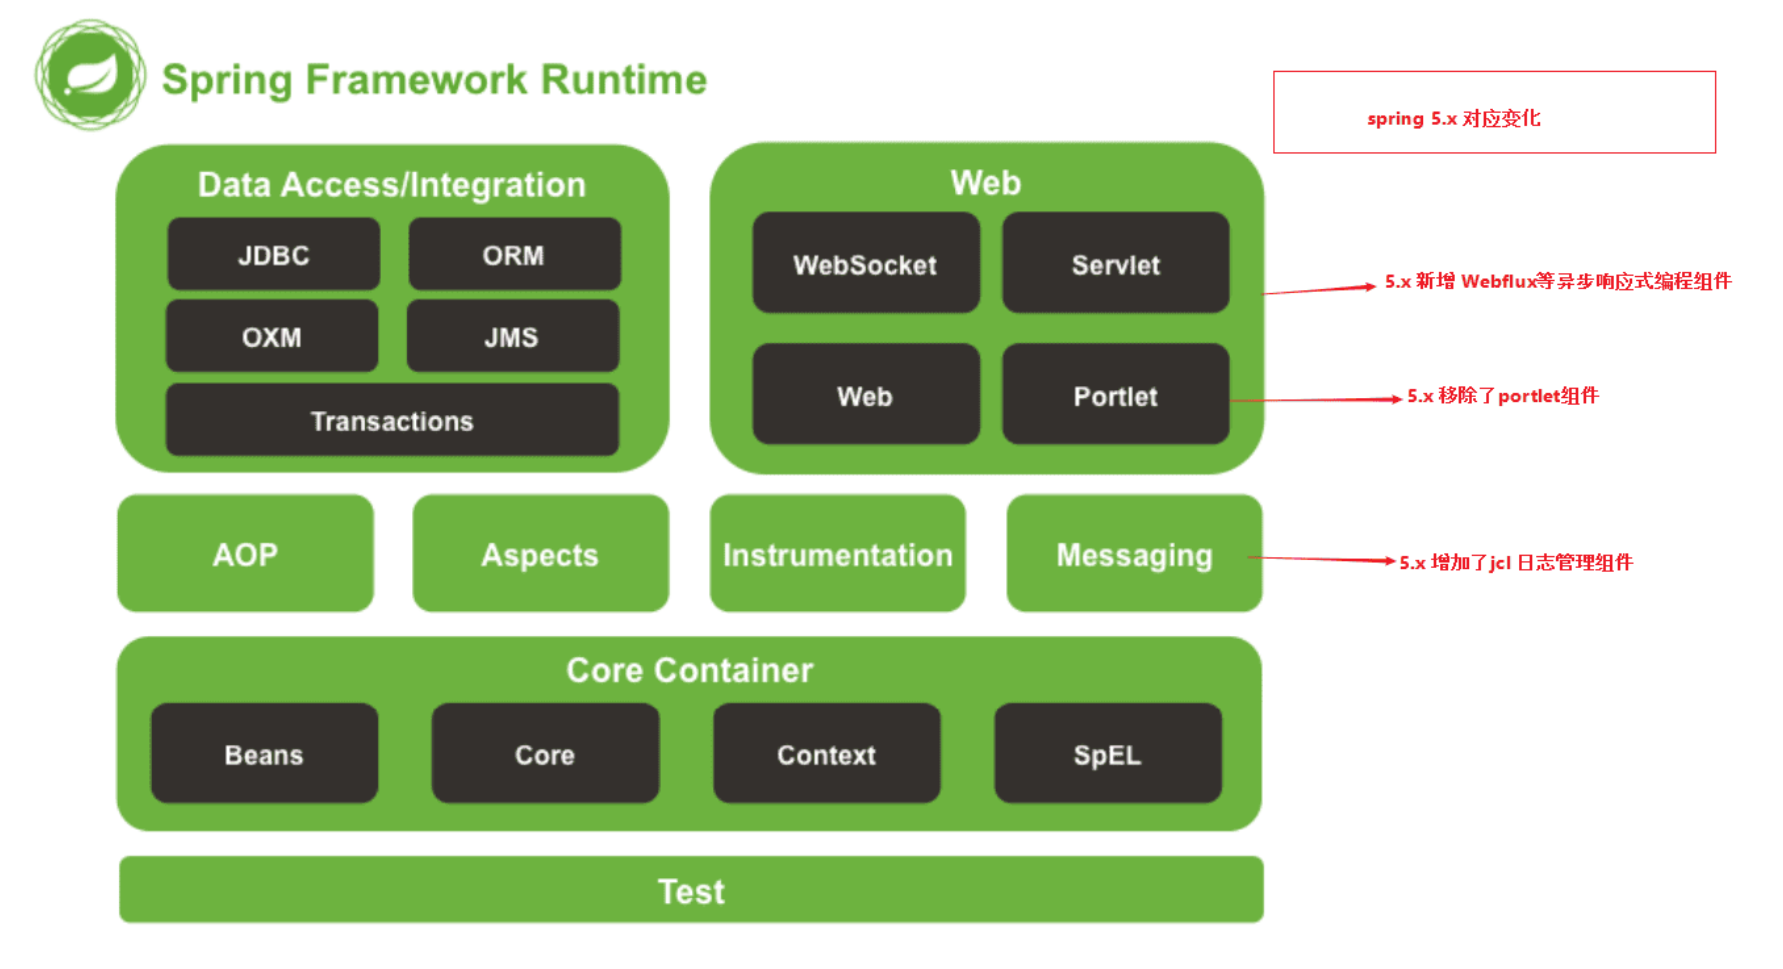 Spring Framework Runtime
spring 5.x 对应变化
Data Access/Integration
JDBC
ORM
OXM
JMS
Transactions
Web
WebSocket
Servlet
Web
Portlet
5.x 新增 Webflux等异步响应式编程组件
5.x 移除了portlet组件
AOP
Aspects
Instrumentation
Messaging
5.x 增加了jcl 日志管理组件
Core Container
Beans
Core
Context
SpEL
Test